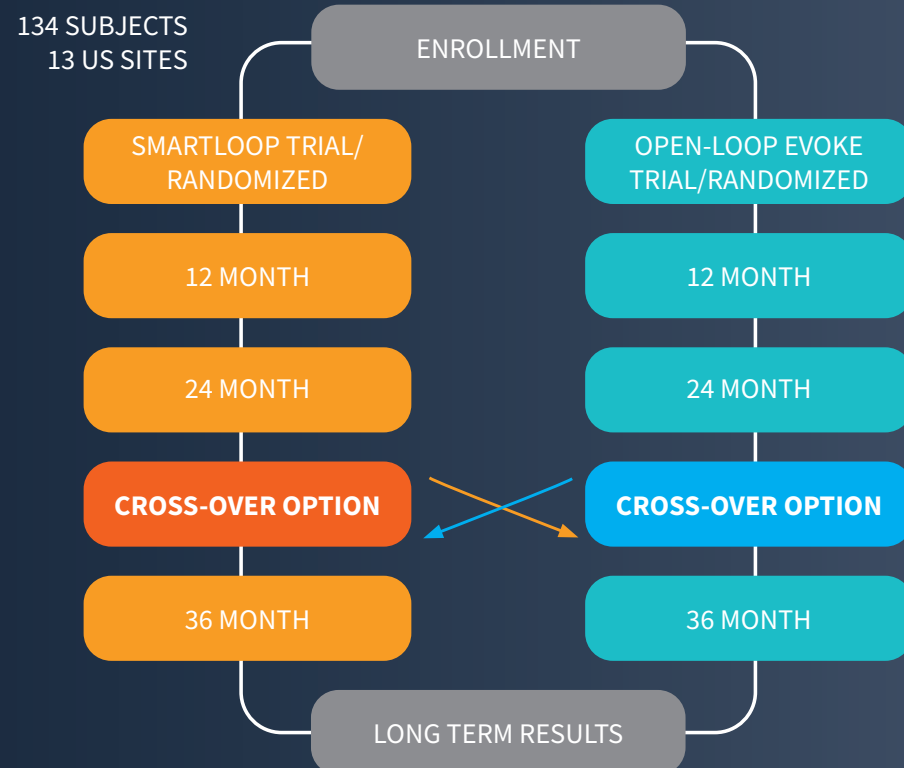 134 SUBJECTS
13 US SITES
ENROLLMENT
SMARTLOOP TRIAL/
RANDOMIZED
OPEN-LOOP EVOKE
TRIAL/RANDOMIZED
12 MONTH
12 MONTH
24 MONTH
24 MONTH
CROSS-OVER OPTION
CROSS-OVER OPTION
36 MONTH
36 MONTH
LONG TERM RESULTS